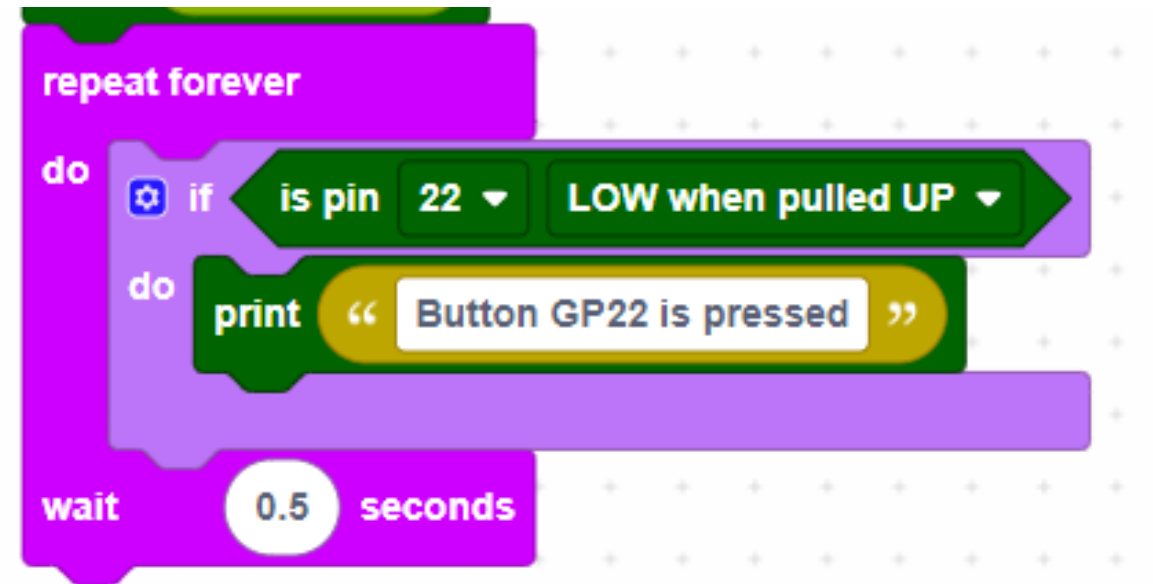 repeat forever
do
if is pin 22 LOW when pulled UP
do
print “ Button GP22 is pressed ”
wait 0.5 seconds